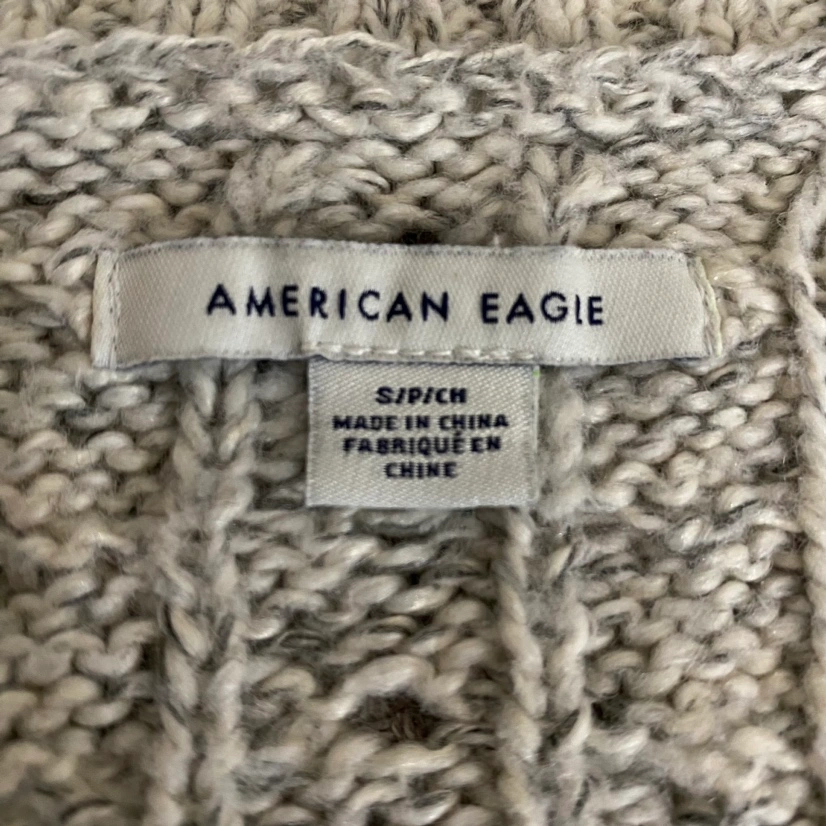 AMERICAN EAGLE
S/P/CH
MADE IN CHINA
FABRIQUÉ EN
CHINE